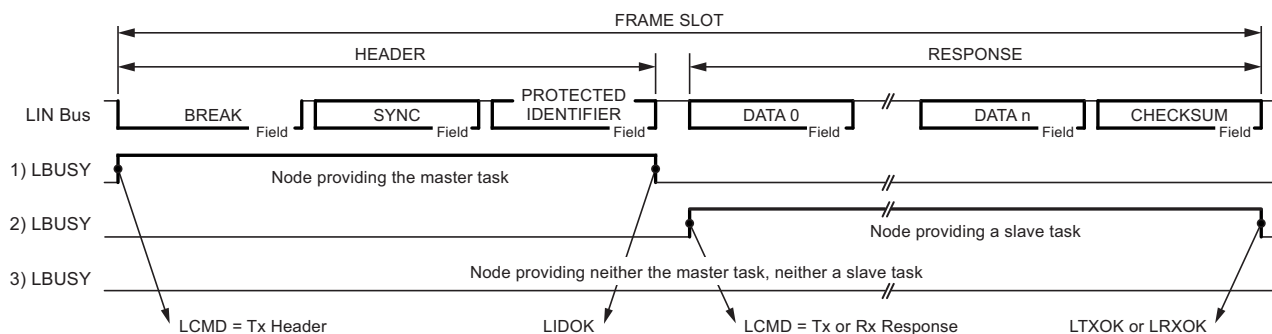 FRAME SLOT
HEADER
RESPONSE
LIN Bus
BREAK
Field
SYNC
Field
PROTECTED
IDENTIFIER
Field
DATA 0
Field
DATA n
Field
CHECKSUM
Field
1) LBUSY
Node providing the master task
2) LBUSY
Node providing a slave task
3) LBUSY
Node providing neither the master task, neither a slave task
LCMD = Tx Header
LIDOK
LCMD = Tx or Rx Response
LTXOK or LRXOK